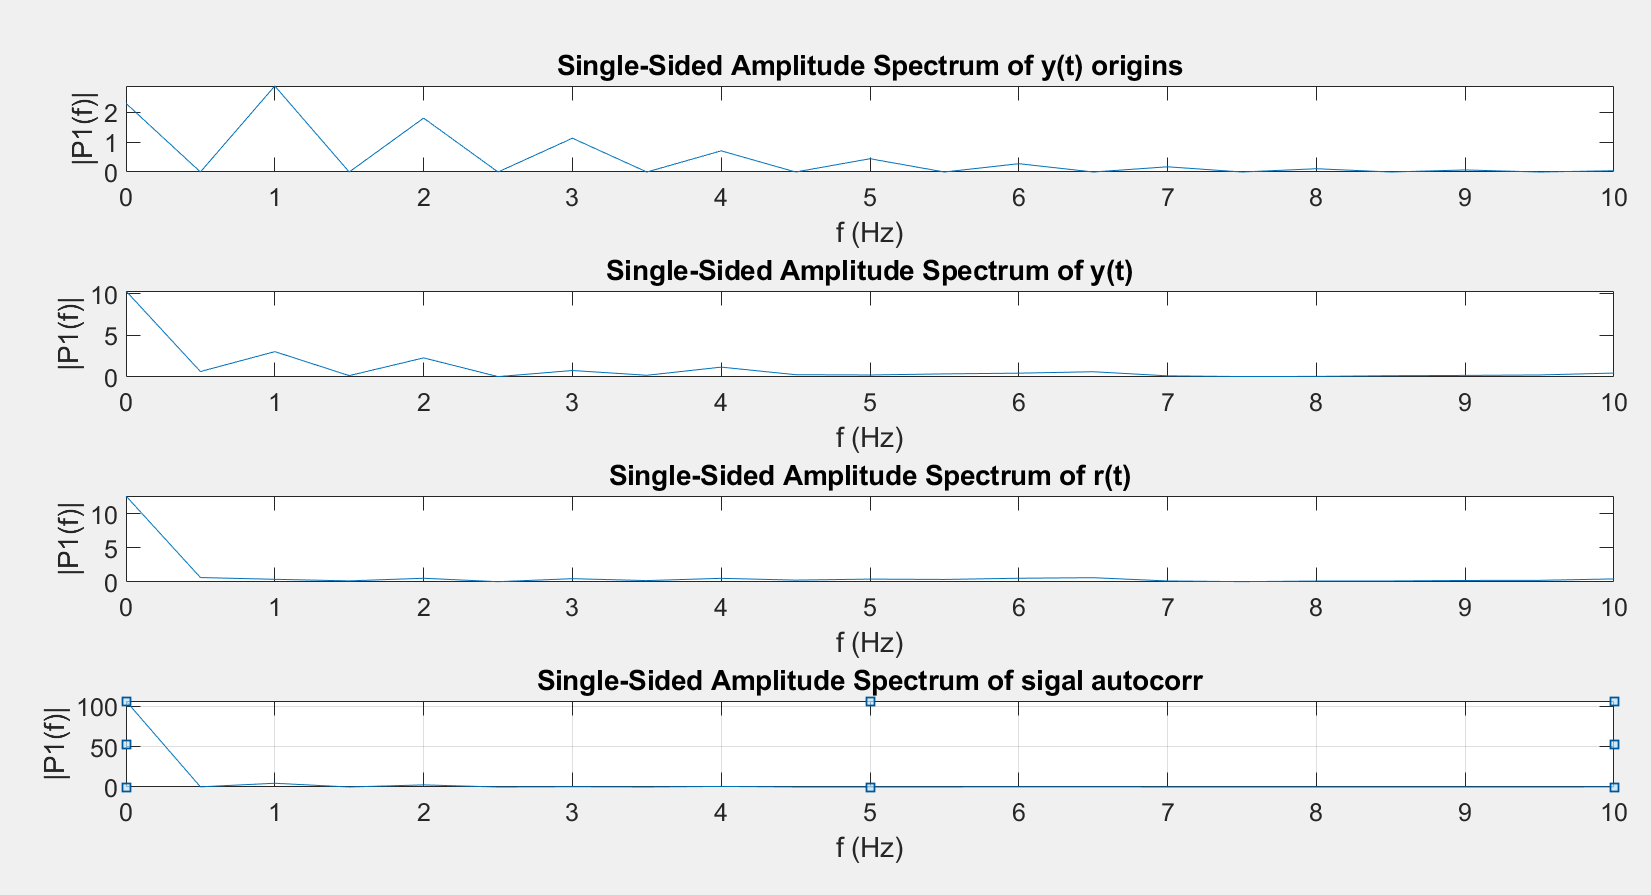 Single-Sided Amplitude Spectrum of y(t) origins
|P1(f)|
2
1
0
0 1 2 3 4 5 6 7 8 9 10
f (Hz)
Single-Sided Amplitude Spectrum of y(t)
|P1(f)|
10
5
0
0 1 2 3 4 5 6 7 8 9 10
f (Hz)
Single-Sided Amplitude Spectrum of r(t)
|P1(f)|
10
5
0
0 1 2 3 4 5 6 7 8 9 10
f (Hz)
Single-Sided Amplitude Spectrum of sigal autocorr
|P1(f)|
100
50
0
0 1 2 3 4 5 6 7 8 9 10
f (Hz)